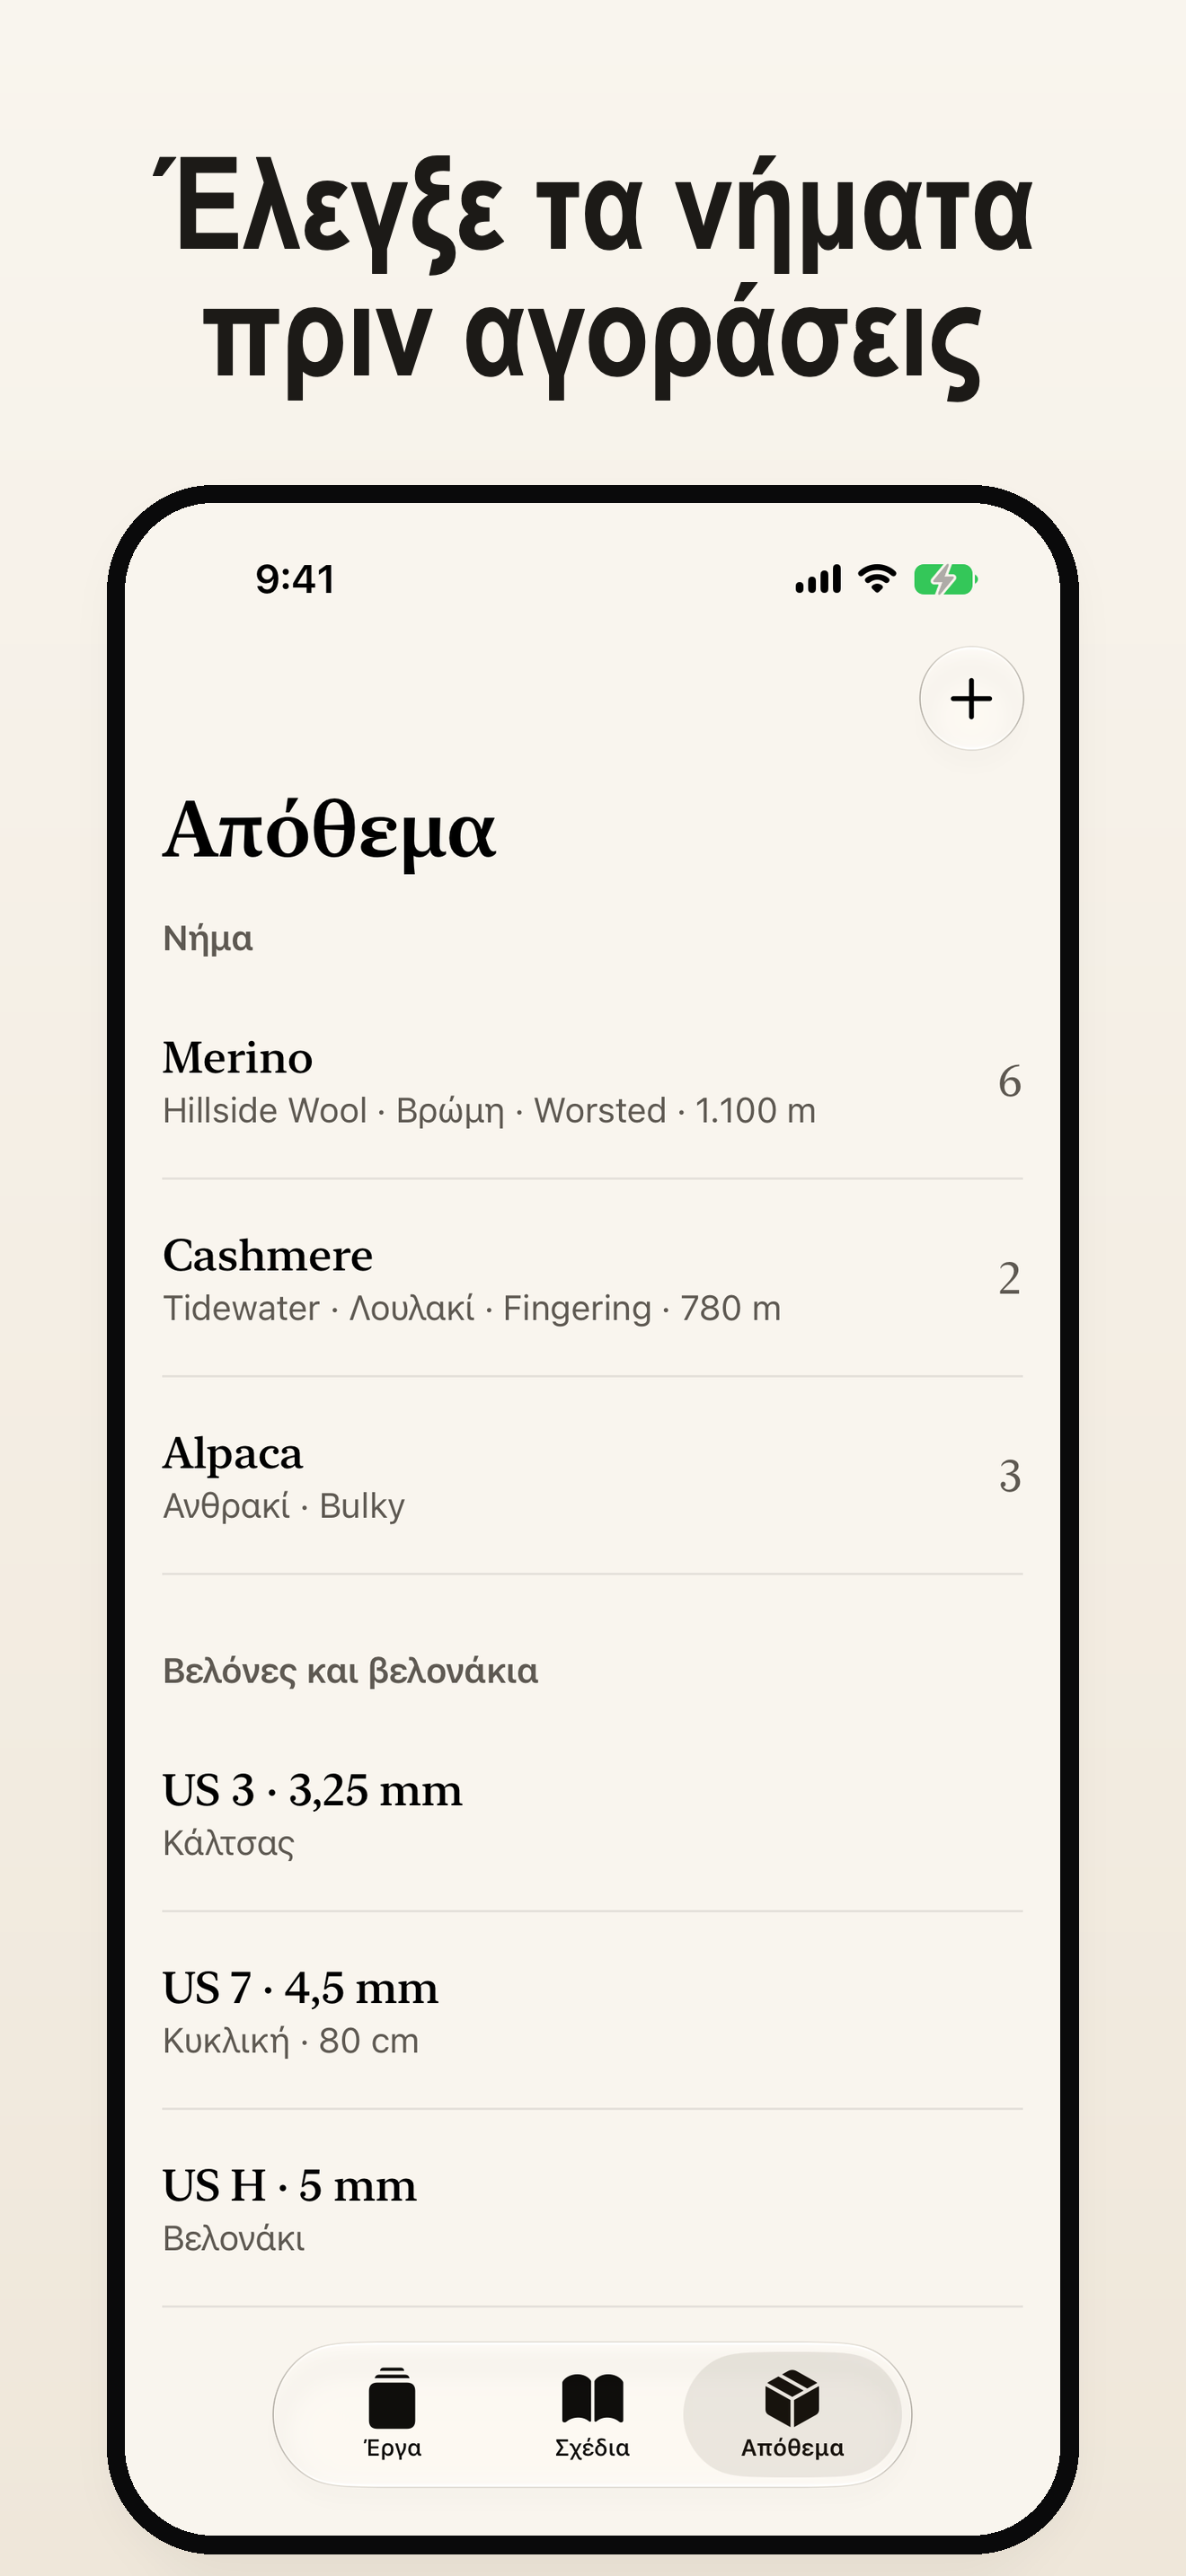 Έλεγξε τα νήματα
πριν αγοράσεις
9:41
Απόθεμα
Νήμα
Merino
Hillside Wool · Βρώμη · Worsted · 1.100 m
6
Cashmere
Tidewater · Λουλακί · Fingering · 780 m
2
Alpaca
Ανθρακί · Bulky
3
Βελόνες και βελονάκια
US 3 · 3,25 mm
Κάλτσας
US 7 · 4,5 mm
Κυκλική · 80 cm
US H · 5 mm
Βελονάκι
Έργα
Σχέδια
Απόθεμα